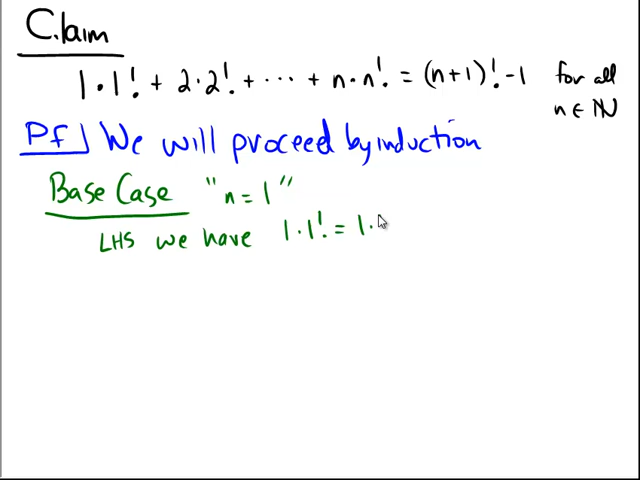 Claim
1·1! + 2·2! + ··· + n·n! = (n+1)! - 1 for all n ∈ ℕ
Pf We will proceed by induction
Base Case "n = 1"
LHS we have 1·1! = 1·